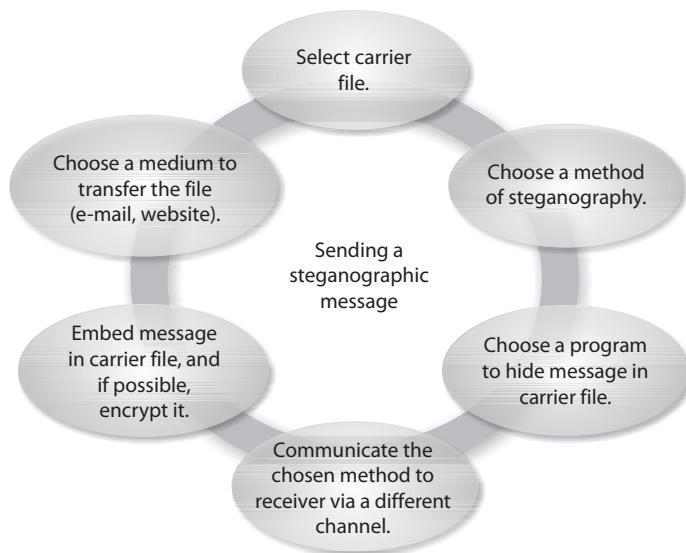 Select carrier
file.
Choose a method
of steganography.
Choose a program
to hide message in
carrier file.
Communicate the
chosen method to
receiver via a different
channel.
Embed message
in carrier file, and
if possible,
encrypt it.
Choose a medium to
transfer the file
(e-mail, website).
Sending a
steganographic
message